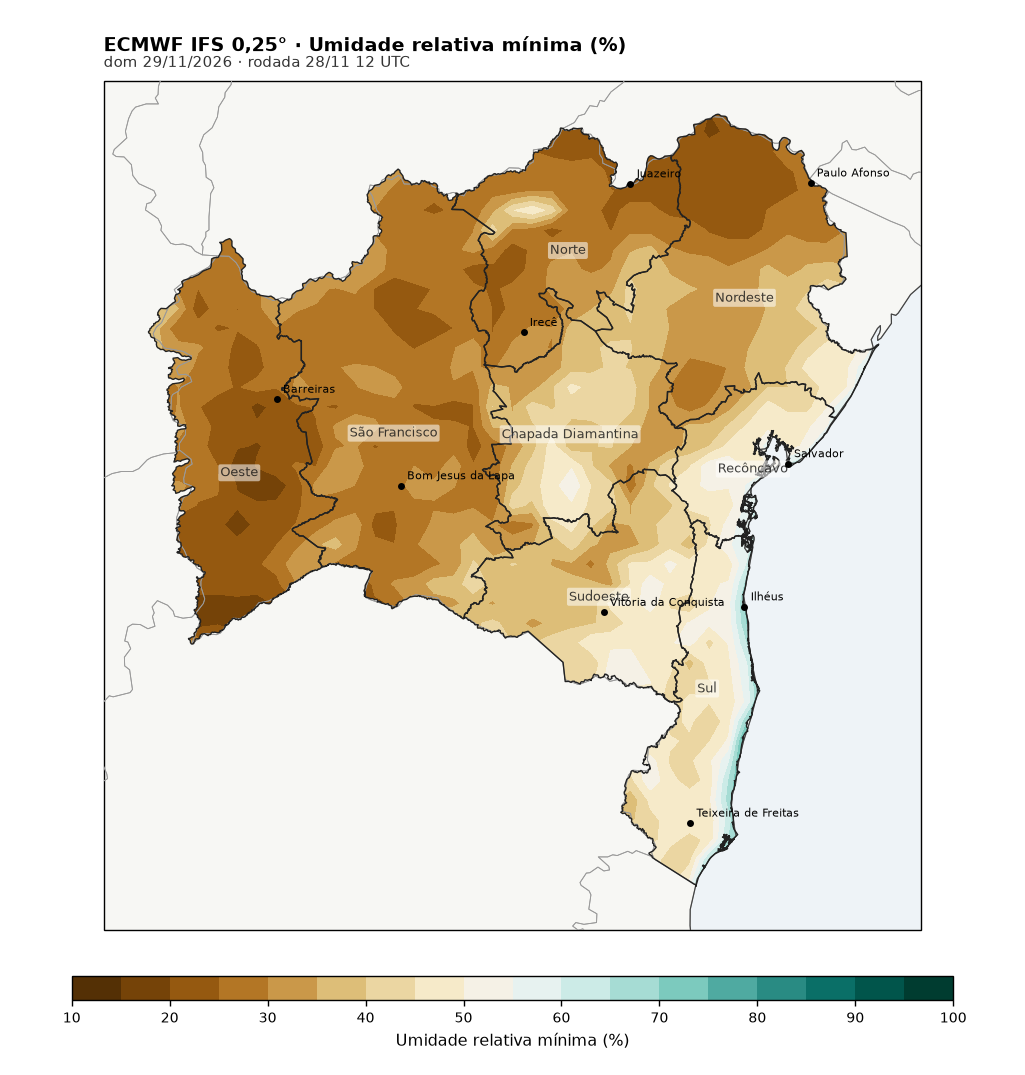 ECMWF IFS 0,25° · Umidade relativa mínima (%)
dom 29/11/2026 · rodada 28/11 12 UTC
Juazeiro
Paulo Afonso
Norte
Nordeste
Irecê
Barreiras
São Francisco
Chapada Diamantina
Salvador
Recôncavo
Oeste
Bom Jesus da Lapa
Sudoeste
Vitória da Conquista
Ilhéus
Sul
Teixeira de Freitas
10 20 30 40 50 60 70 80 90 100
Umidade relativa mínima (%)